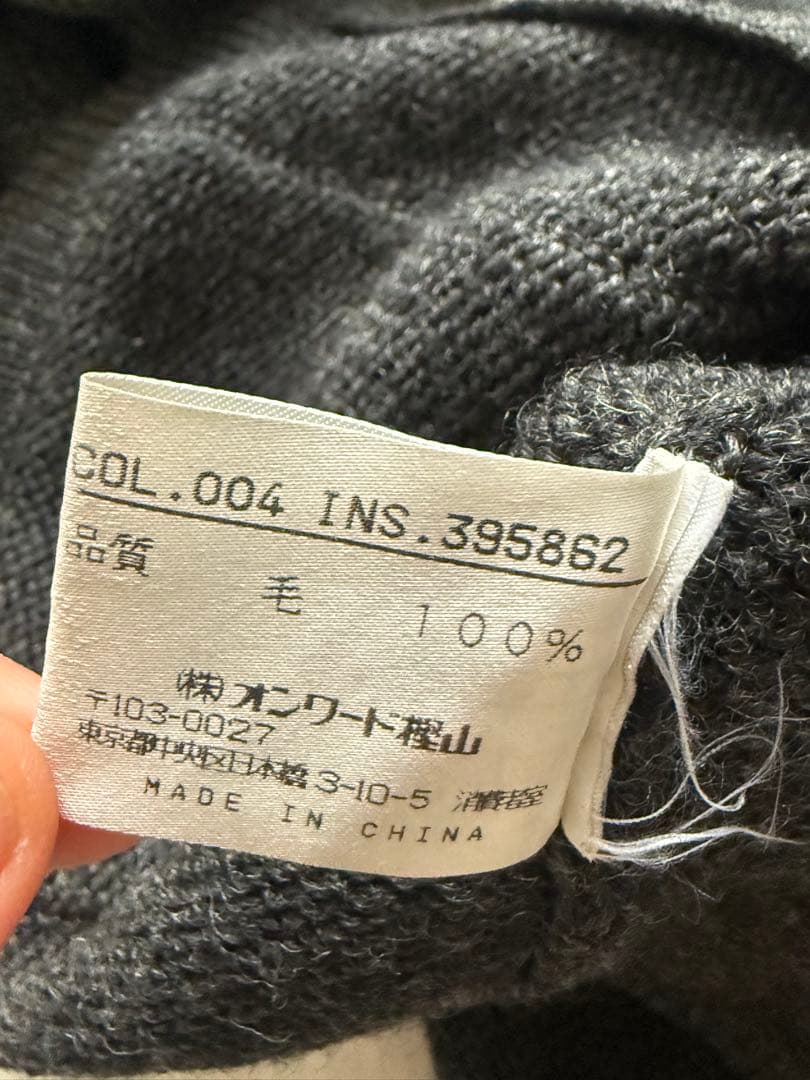 COL.004 INS.395862
品質
毛 100%
(株)オンワード樫山
〒103-0027
東京都中央区日本橋3-10-5 消費者室
MADE IN CHINA